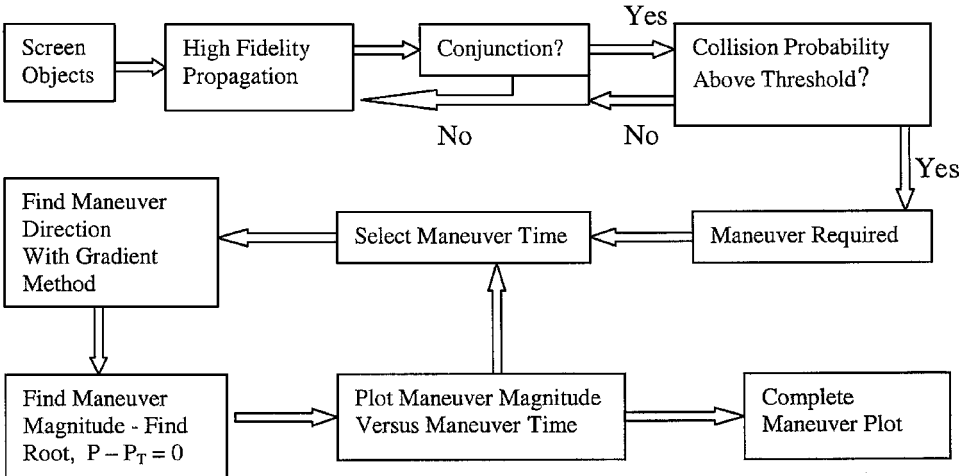 Screen
Objects
High Fidelity
Propagation
Conjunction?
Yes
Collision Probability
Above Threshold?
No
No
Yes
Maneuver Required
Select Maneuver Time
Find Maneuver
Direction
With Gradient
Method
Find Maneuver
Magnitude - Find
Root, P – P_T = 0
Plot Maneuver Magnitude
Versus Maneuver Time
Complete
Maneuver Plot